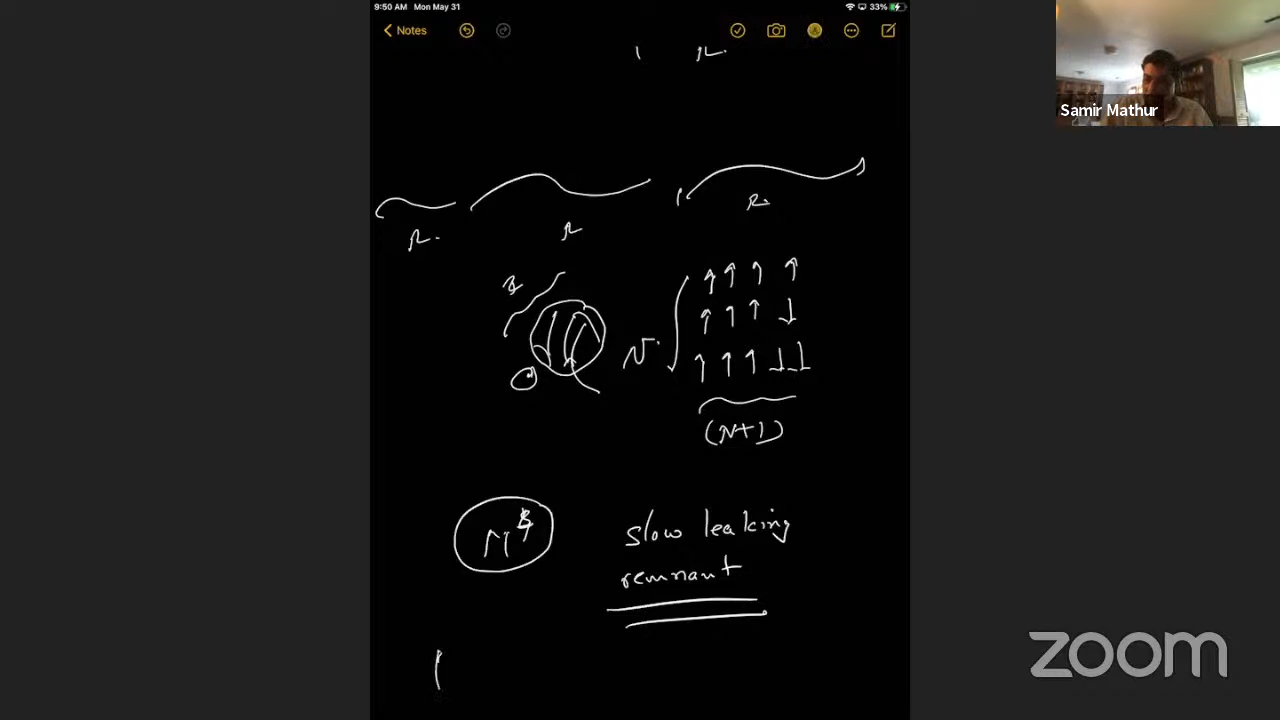 9:50 AM Mon May 31
33%
Notes
Samir Mathur
R.
R.
R
R.
N
(N+1)
slow leaking
remnant
zoom